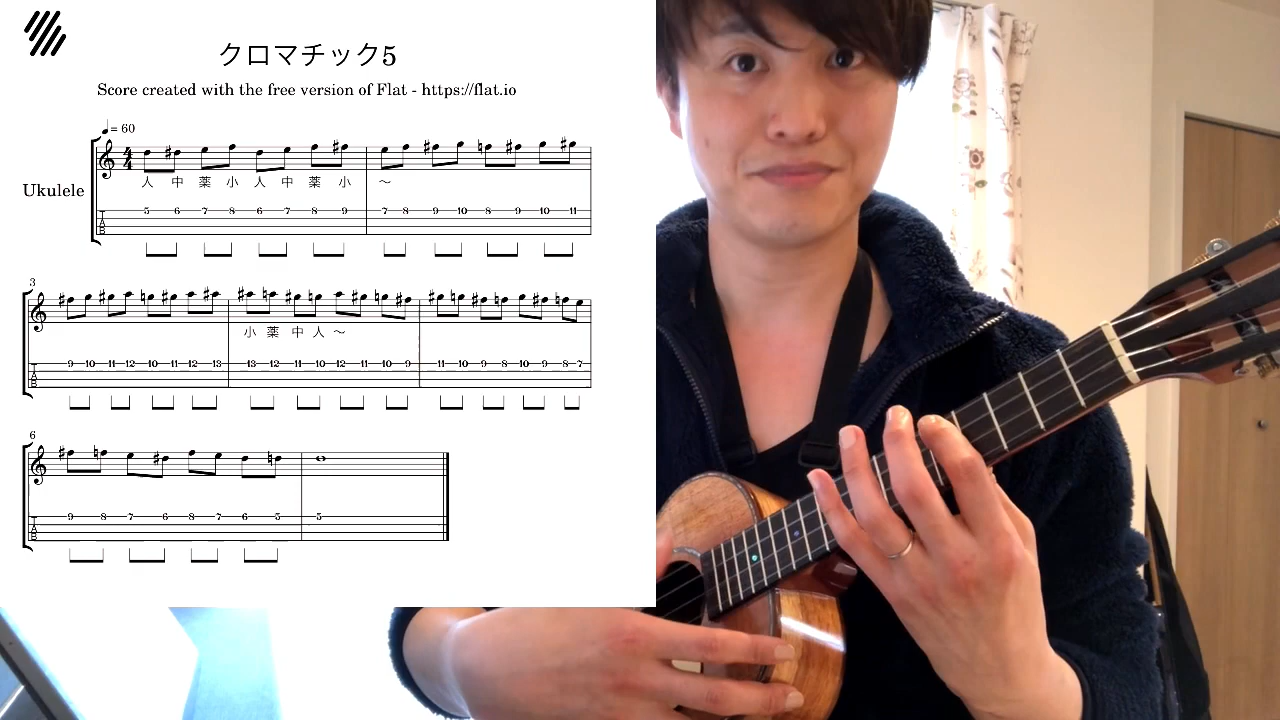 クロマチック5
Score created with the free version of Flat - https://flat.io
♩= 60
Ukulele
4
4
人 中 薬 小 人 中 薬 小 〜
5 6 7 8 6 7 8 9 7 8 9 10 8 9 10 11
3
小 薬 中 人 〜
9 10 11 12 10 11 12 13 13 12 11 10 12 11 10 9 11 10 9 8 10 9 8 7
6
9 8 7 6 8 7 6 5 5